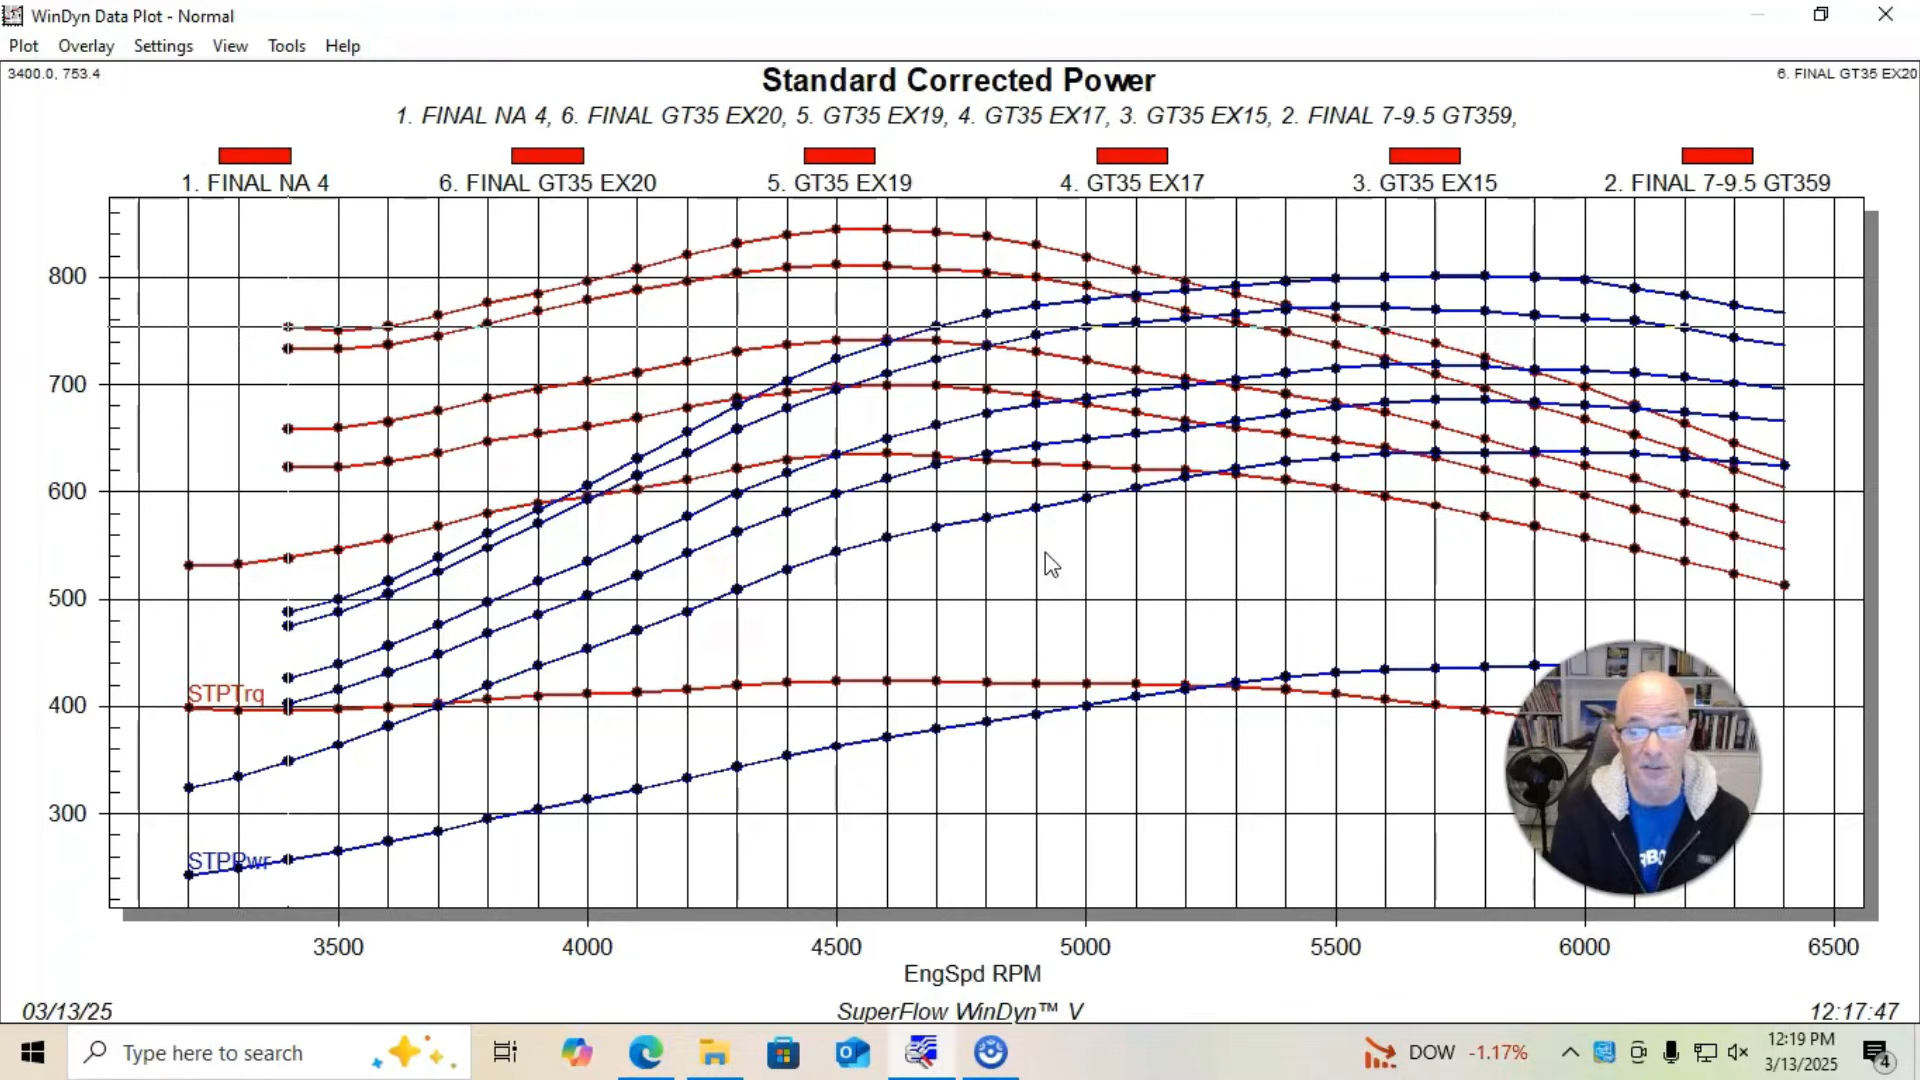 WinDyn Data Plot - Normal
Plot Overlay Settings View Tools Help
3400.0, 753.4
6. FINAL GT35 EX20
Standard Corrected Power
1. FINAL NA 4, 6. FINAL GT35 EX20, 5. GT35 EX19, 4. GT35 EX17, 3. GT35 EX15, 2. FINAL 7-9.5 GT359,
1. FINAL NA 4 6. FINAL GT35 EX20 5. GT35 EX19 4. GT35 EX17 3. GT35 EX15 2. FINAL 7-9.5 GT359
800
700
600
500
400
300
STPTrq
STPPwr
3500 4000 4500 5000 5500 6000 6500
EngSpd RPM
03/13/25 SuperFlow WinDyn™ V 12:17:47
Type here to search
DOW -1.17%
12:19 PM
3/13/2025
4